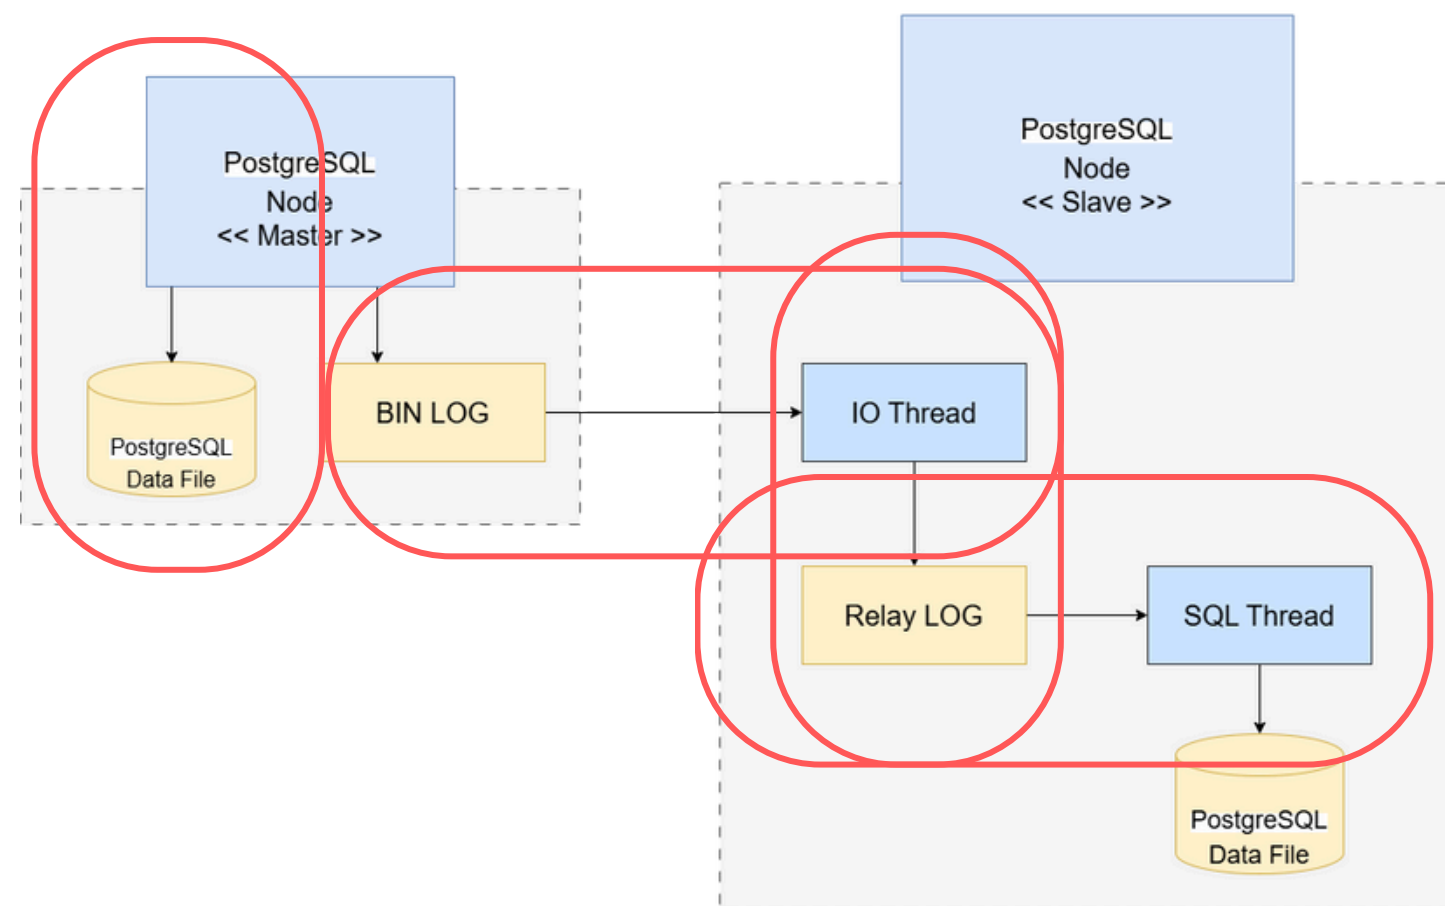 PostgreSQL
Node
<< Master >>
PostgreSQL
Data File
BIN LOG
PostgreSQL
Node
<< Slave >>
IO Thread
Relay LOG
SQL Thread
PostgreSQL
Data File